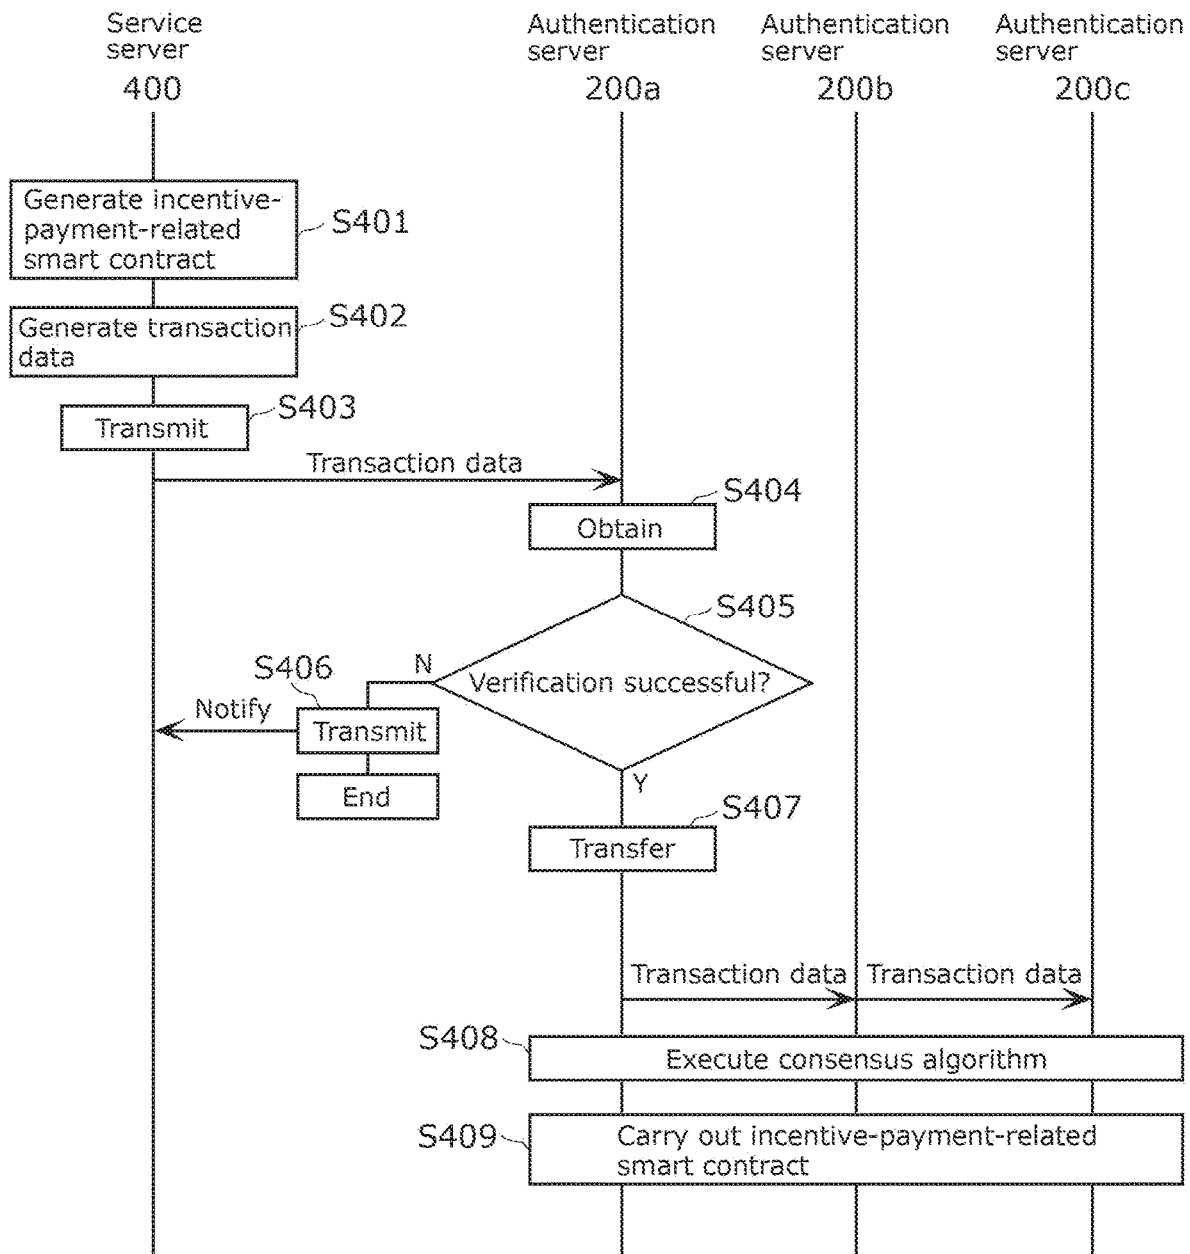 Service
server
400
Authentication
server
200a
Authentication
server
200b
Authentication
server
200c
Generate incentive-
payment-related
smart contract
S401
Generate transaction
data
S402
Transmit
S403
Transaction data
S404
Obtain
S405
Verification successful?
N
S406
Notify
Transmit
End
Y
S407
Transfer
Transaction data
Transaction data
S408
Execute consensus algorithm
S409
Carry out incentive-payment-related
smart contract